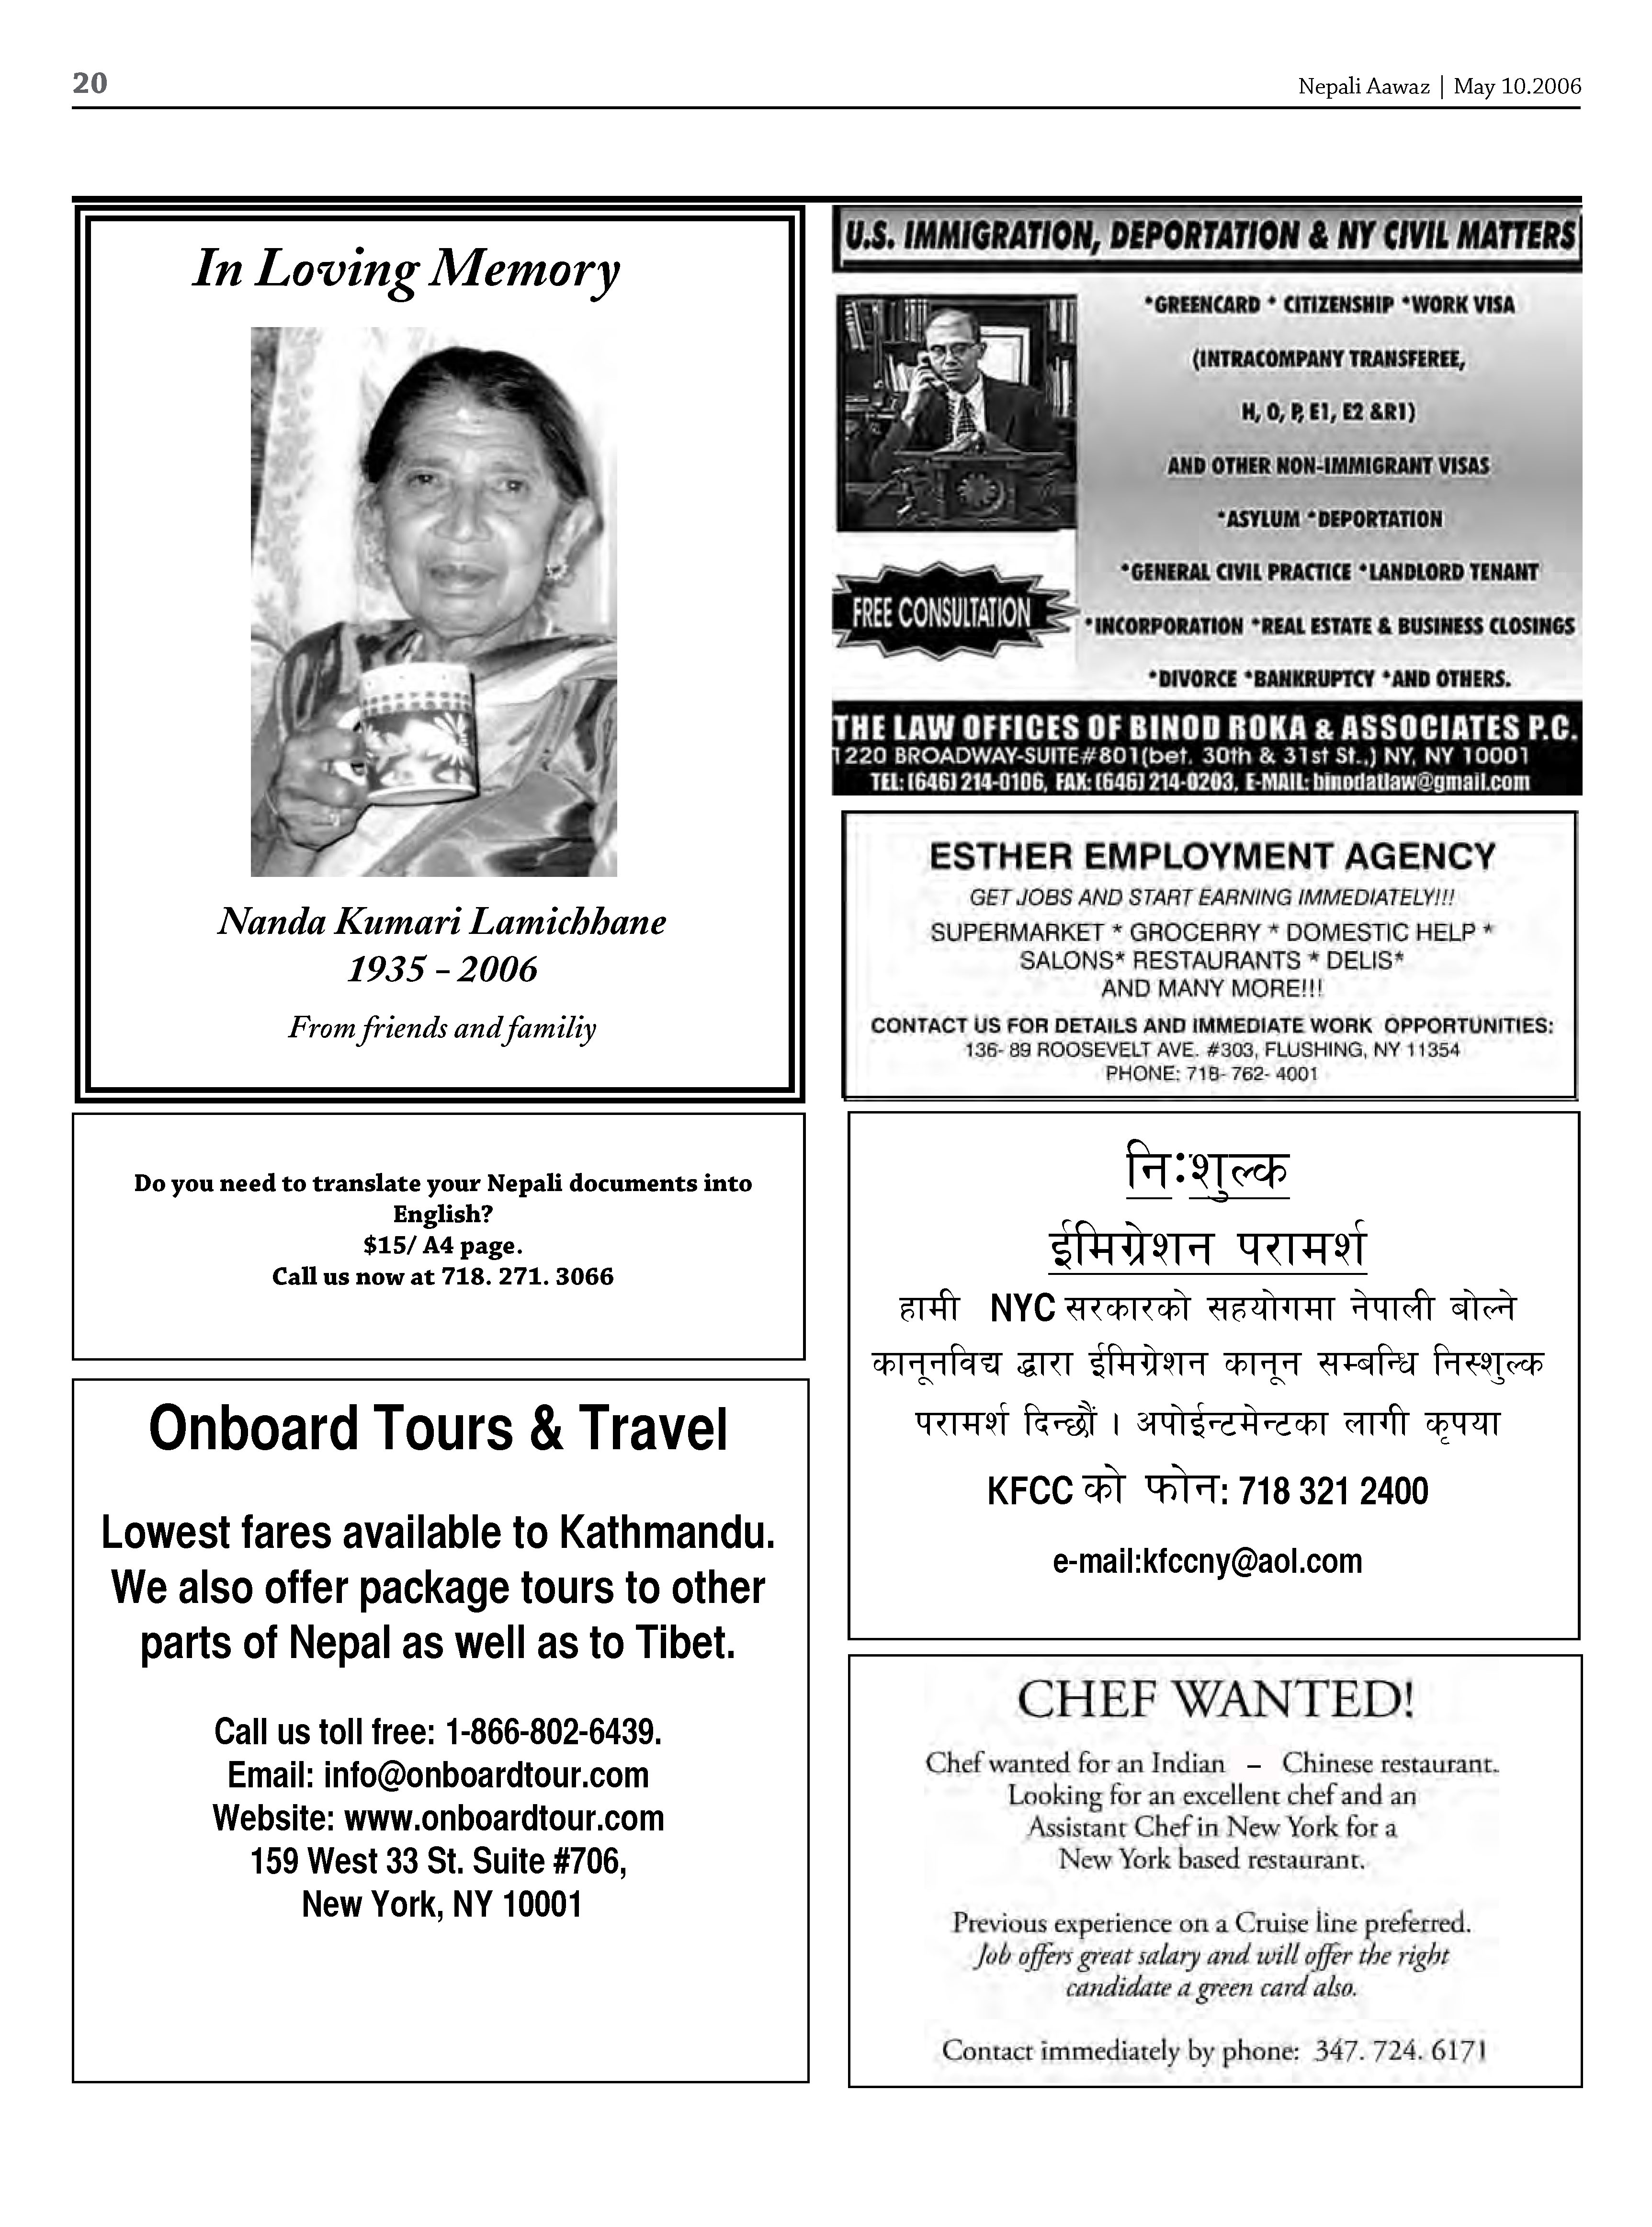 20
Nepali Aawaz | May 10.2006
In Loving Memory
Nanda Kumari Lamichhane
1935 – 2006
From friends and familiy
Do you need to translate your Nepali documents into
English?
$15/ A4 page.
Call us now at 718. 271. 3066
Onboard Tours & Travel
Lowest fares available to Kathmandu.
We also offer package tours to other
parts of Nepal as well as to Tibet.
Call us toll free: 1-866-802-6439.
Email: info@onboardtour.com
Website: www.onboardtour.com
159 West 33 St. Suite #706,
New York, NY 10001
U.S. IMMIGRATION, DEPORTATION & NY CIVIL MATTERS
*GREENCARD * CITIZENSHIP *WORK VISA
(INTRACOMPANY TRANSFEREE,
H, O, P, E1, E2 &R1)
AND OTHER NON-IMMIGRANT VISAS
*ASYLUM *DEPORTATION
*GENERAL CIVIL PRACTICE *LANDLORD TENANT
FREE CONSULTATION
*INCORPORATION *REAL ESTATE & BUSINESS CLOSINGS
*DIVORCE *BANKRUPTCY *AND OTHERS.
THE LAW OFFICES OF BINOD ROKA & ASSOCIATES P.C.
1220 BROADWAY-SUITE#801(bet. 30th & 31st St.,) NY, NY 10001
TEL: (646) 214-0106, FAX: (646) 214-0203, E-MAIL: binodatlaw@gmail.com
ESTHER EMPLOYMENT AGENCY
GET JOBS AND START EARNING IMMEDIATELY!!!
SUPERMARKET * GROCERRY * DOMESTIC HELP *
SALONS* RESTAURANTS * DELIS*
AND MANY MORE!!!
CONTACT US FOR DETAILS AND IMMEDIATE WORK OPPORTUNITIES:
136- 89 ROOSEVELT AVE. #303, FLUSHING, NY 11354
PHONE: 718- 762- 4001
निःशुल्क
ईमिग्रेशन परामर्श
हामी NYC सरकारको सहयोगमा नेपाली बोल्ने
कानूनविद्य द्वारा ईमिग्रेशन कानून सम्बन्धि निस्शुल्क
परामर्श दिन्छौं । अपोईन्टमेन्टका लागी कृपया
KFCC को फोन: 718 321 2400
e-mail:kfccny@aol.com
CHEF WANTED!
Chef wanted for an Indian – Chinese restaurant.
Looking for an excellent chef and an
Assistant Chef in New York for a
New York based restaurant.
Previous experience on a Cruise line preferred.
Job offers great salary and will offer the right
candidate a green card also.
Contact immediately by phone: 347. 724. 6171